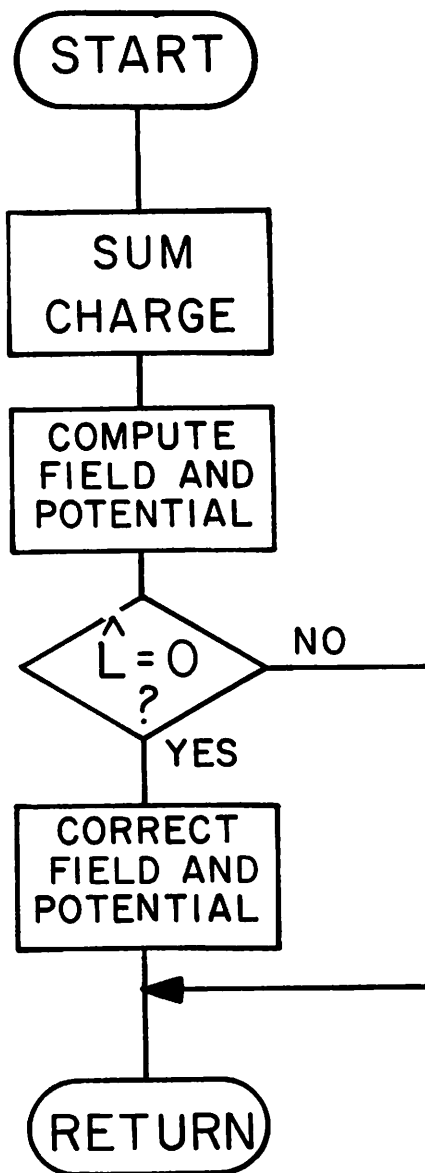 START
SUM
CHARGE
COMPUTE
FIELD AND
POTENTIAL
L̂ = 0
?
NO
YES
CORRECT
FIELD AND
POTENTIAL
RETURN